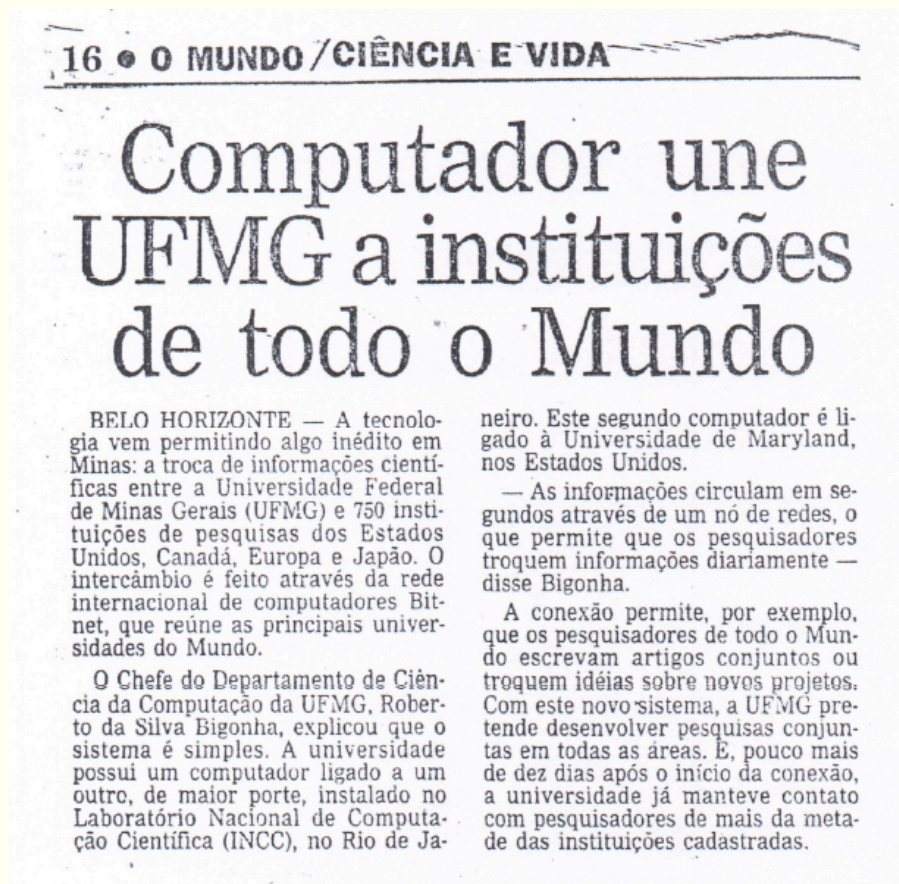 16 • O MUNDO/CIÊNCIA E VIDA
Computador une
UFMG a instituições
de todo o Mundo
BELO HORIZONTE — A tecnolo-
gia vem permitindo algo inédito em
Minas: a troca de informações cientí-
ficas entre a Universidade Federal
de Minas Gerais (UFMG) e 750 insti-
tuições de pesquisas dos Estados
Unidos, Canadá, Europa e Japão. O
intercâmbio é feito através da rede
internacional de computadores Bit-
net, que reúne as principais univer-
sidades do Mundo.
O Chefe do Departamento de Ciên-
cia da Computação da UFMG, Rober-
to da Silva Bigonha, explicou que o
sistema é simples. A universidade
possui um computador ligado a um
outro, de maior porte, instalado no
Laboratório Nacional de Computa-
ção Científica (INCC), no Rio de Ja-
neiro. Este segundo computador é li-
gado à Universidade de Maryland,
nos Estados Unidos.
— As informações circulam em se-
gundos através de um nó de redes, o
que permite que os pesquisadores
troquem informações diariamente —
disse Bigonha.
A conexão permite, por exemplo,
que os pesquisadores de todo o Mun-
do escrevam artigos conjuntos ou
troquem idéias sobre novos projetos.
Com este novo sistema, a UFMG pre-
tende desenvolver pesquisas conjun-
tas em todas as áreas. E, pouco mais
de dez dias após o início da conexão,
a universidade já manteve contato
com pesquisadores de mais da meta-
de das instituições cadastradas.